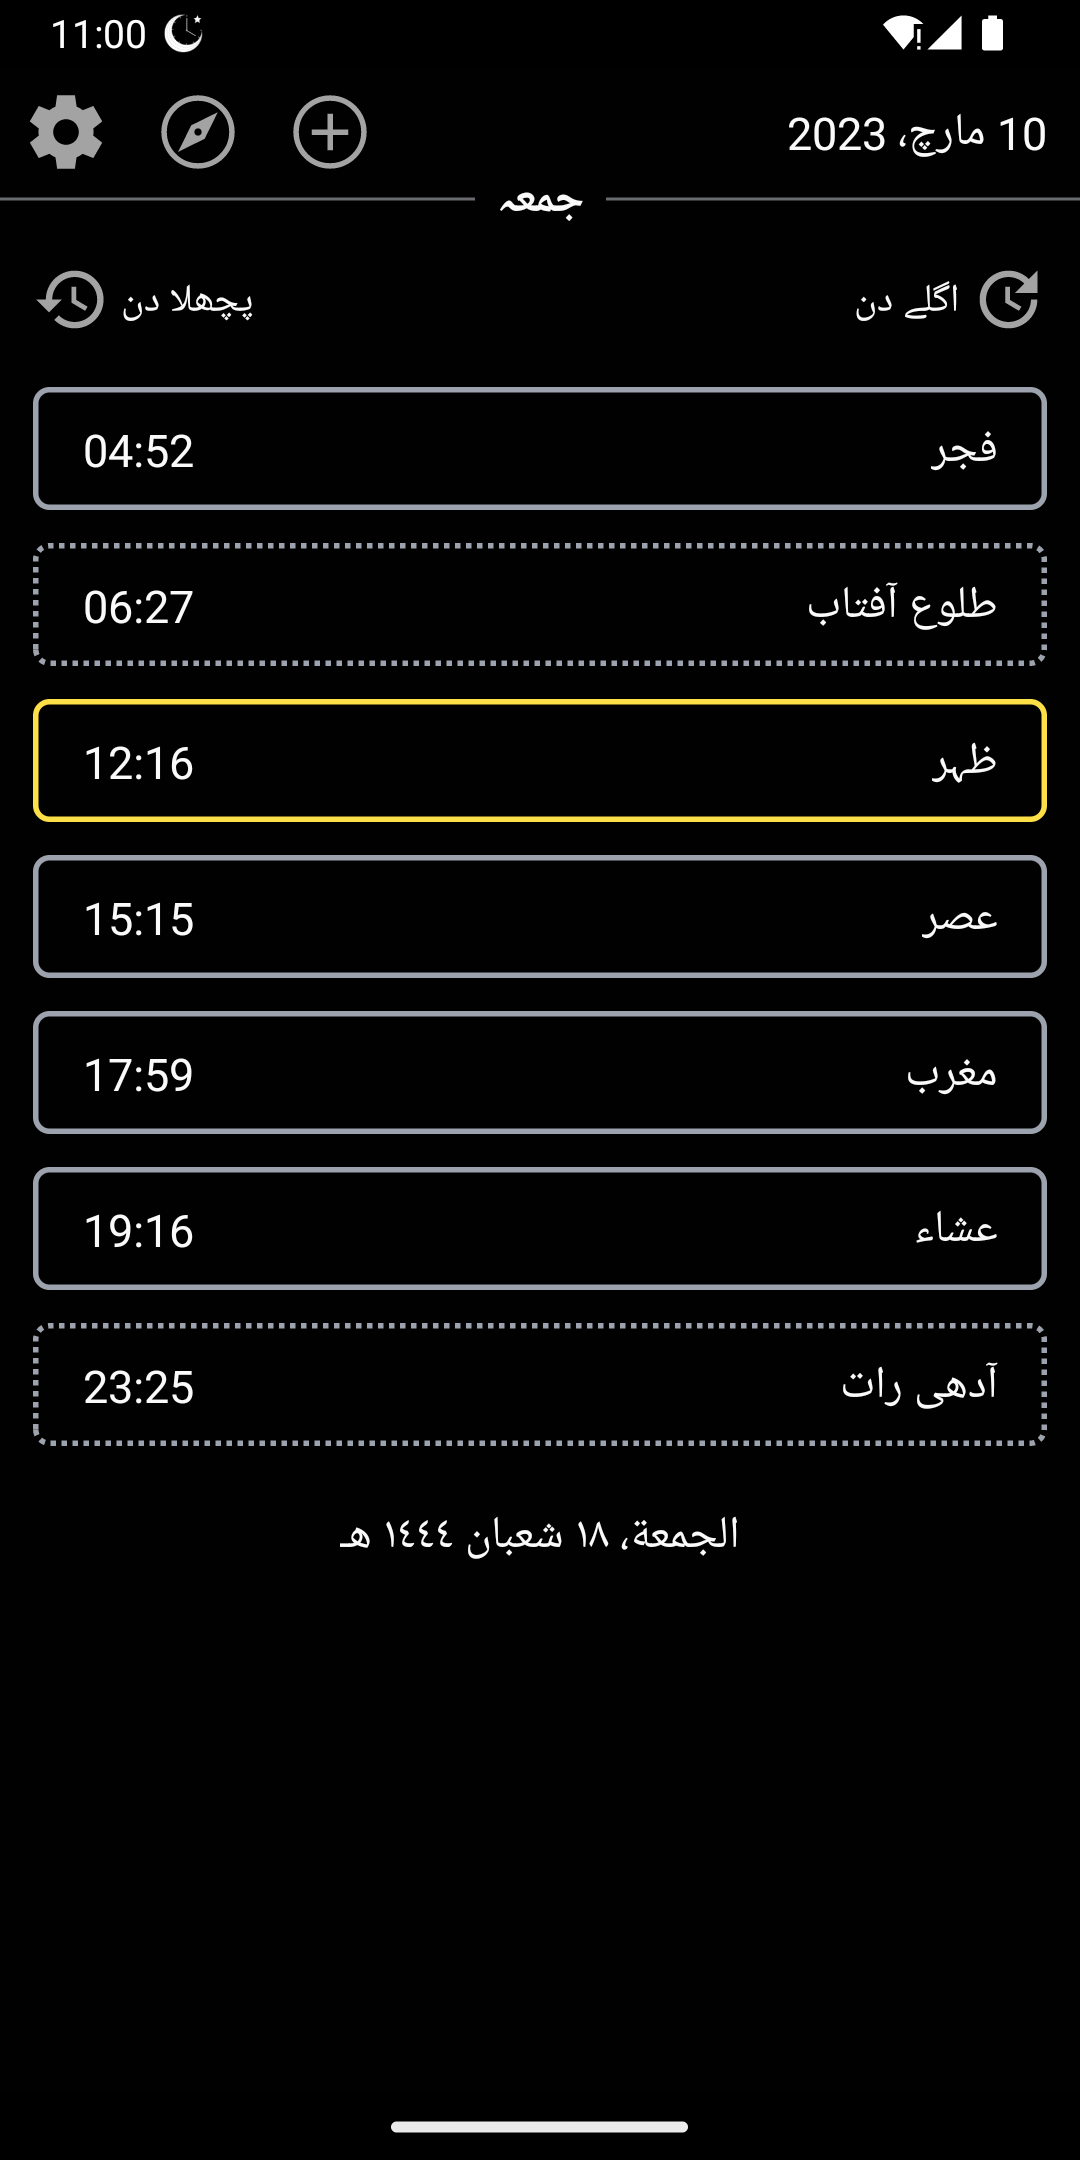 11:00
10 مارچ، 2023
جمعہ
اگلے دن
پچھلا دن
فجر 04:52
طلوع آفتاب 06:27
ظہر 12:16
عصر 15:15
مغرب 17:59
عشاء 19:16
آدھی رات 23:25
الجمعة، ١٨ شعبان ١٤٤٤ هـ